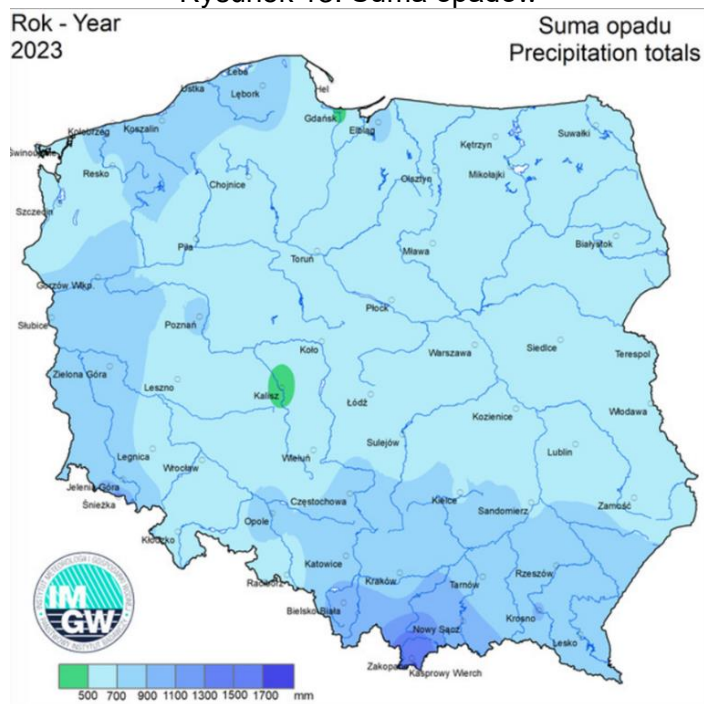 Rok - Year
2023
Suma opadu
Precipitation totals
Łeba
Ustka
Lębork
Hel
Gdańsk
Elbląg
Kołobrzeg
Koszalin
Kętrzyn
Suwałki
Resko
Chojnice
Olsztyn
Mikołajki
Szczecin
Piła
Toruń
Mława
Białystok
Gorzów Wlkp.
Płock
Słubice
Poznań
Koło
Warszawa
Siedlce
Terespol
Zielona Góra
Leszno
Kalisz
Łódź
Kozienice
Włodawa
Sulejów
Legnica
Wrocław
Wieluń
Lublin
Jelenia Góra
Śnieżka
Częstochowa
Kielce
Sandomierz
Zamość
Opole
Kłodzko
Katowice
Racibórz
Kraków
Tarnów
Rzeszów
Bielsko-Biała
Nowy Sącz
Krosno
Lesko
Kasprowy Wierch
IM
GW
500 700 900 1100 1300 1500 1700 mm